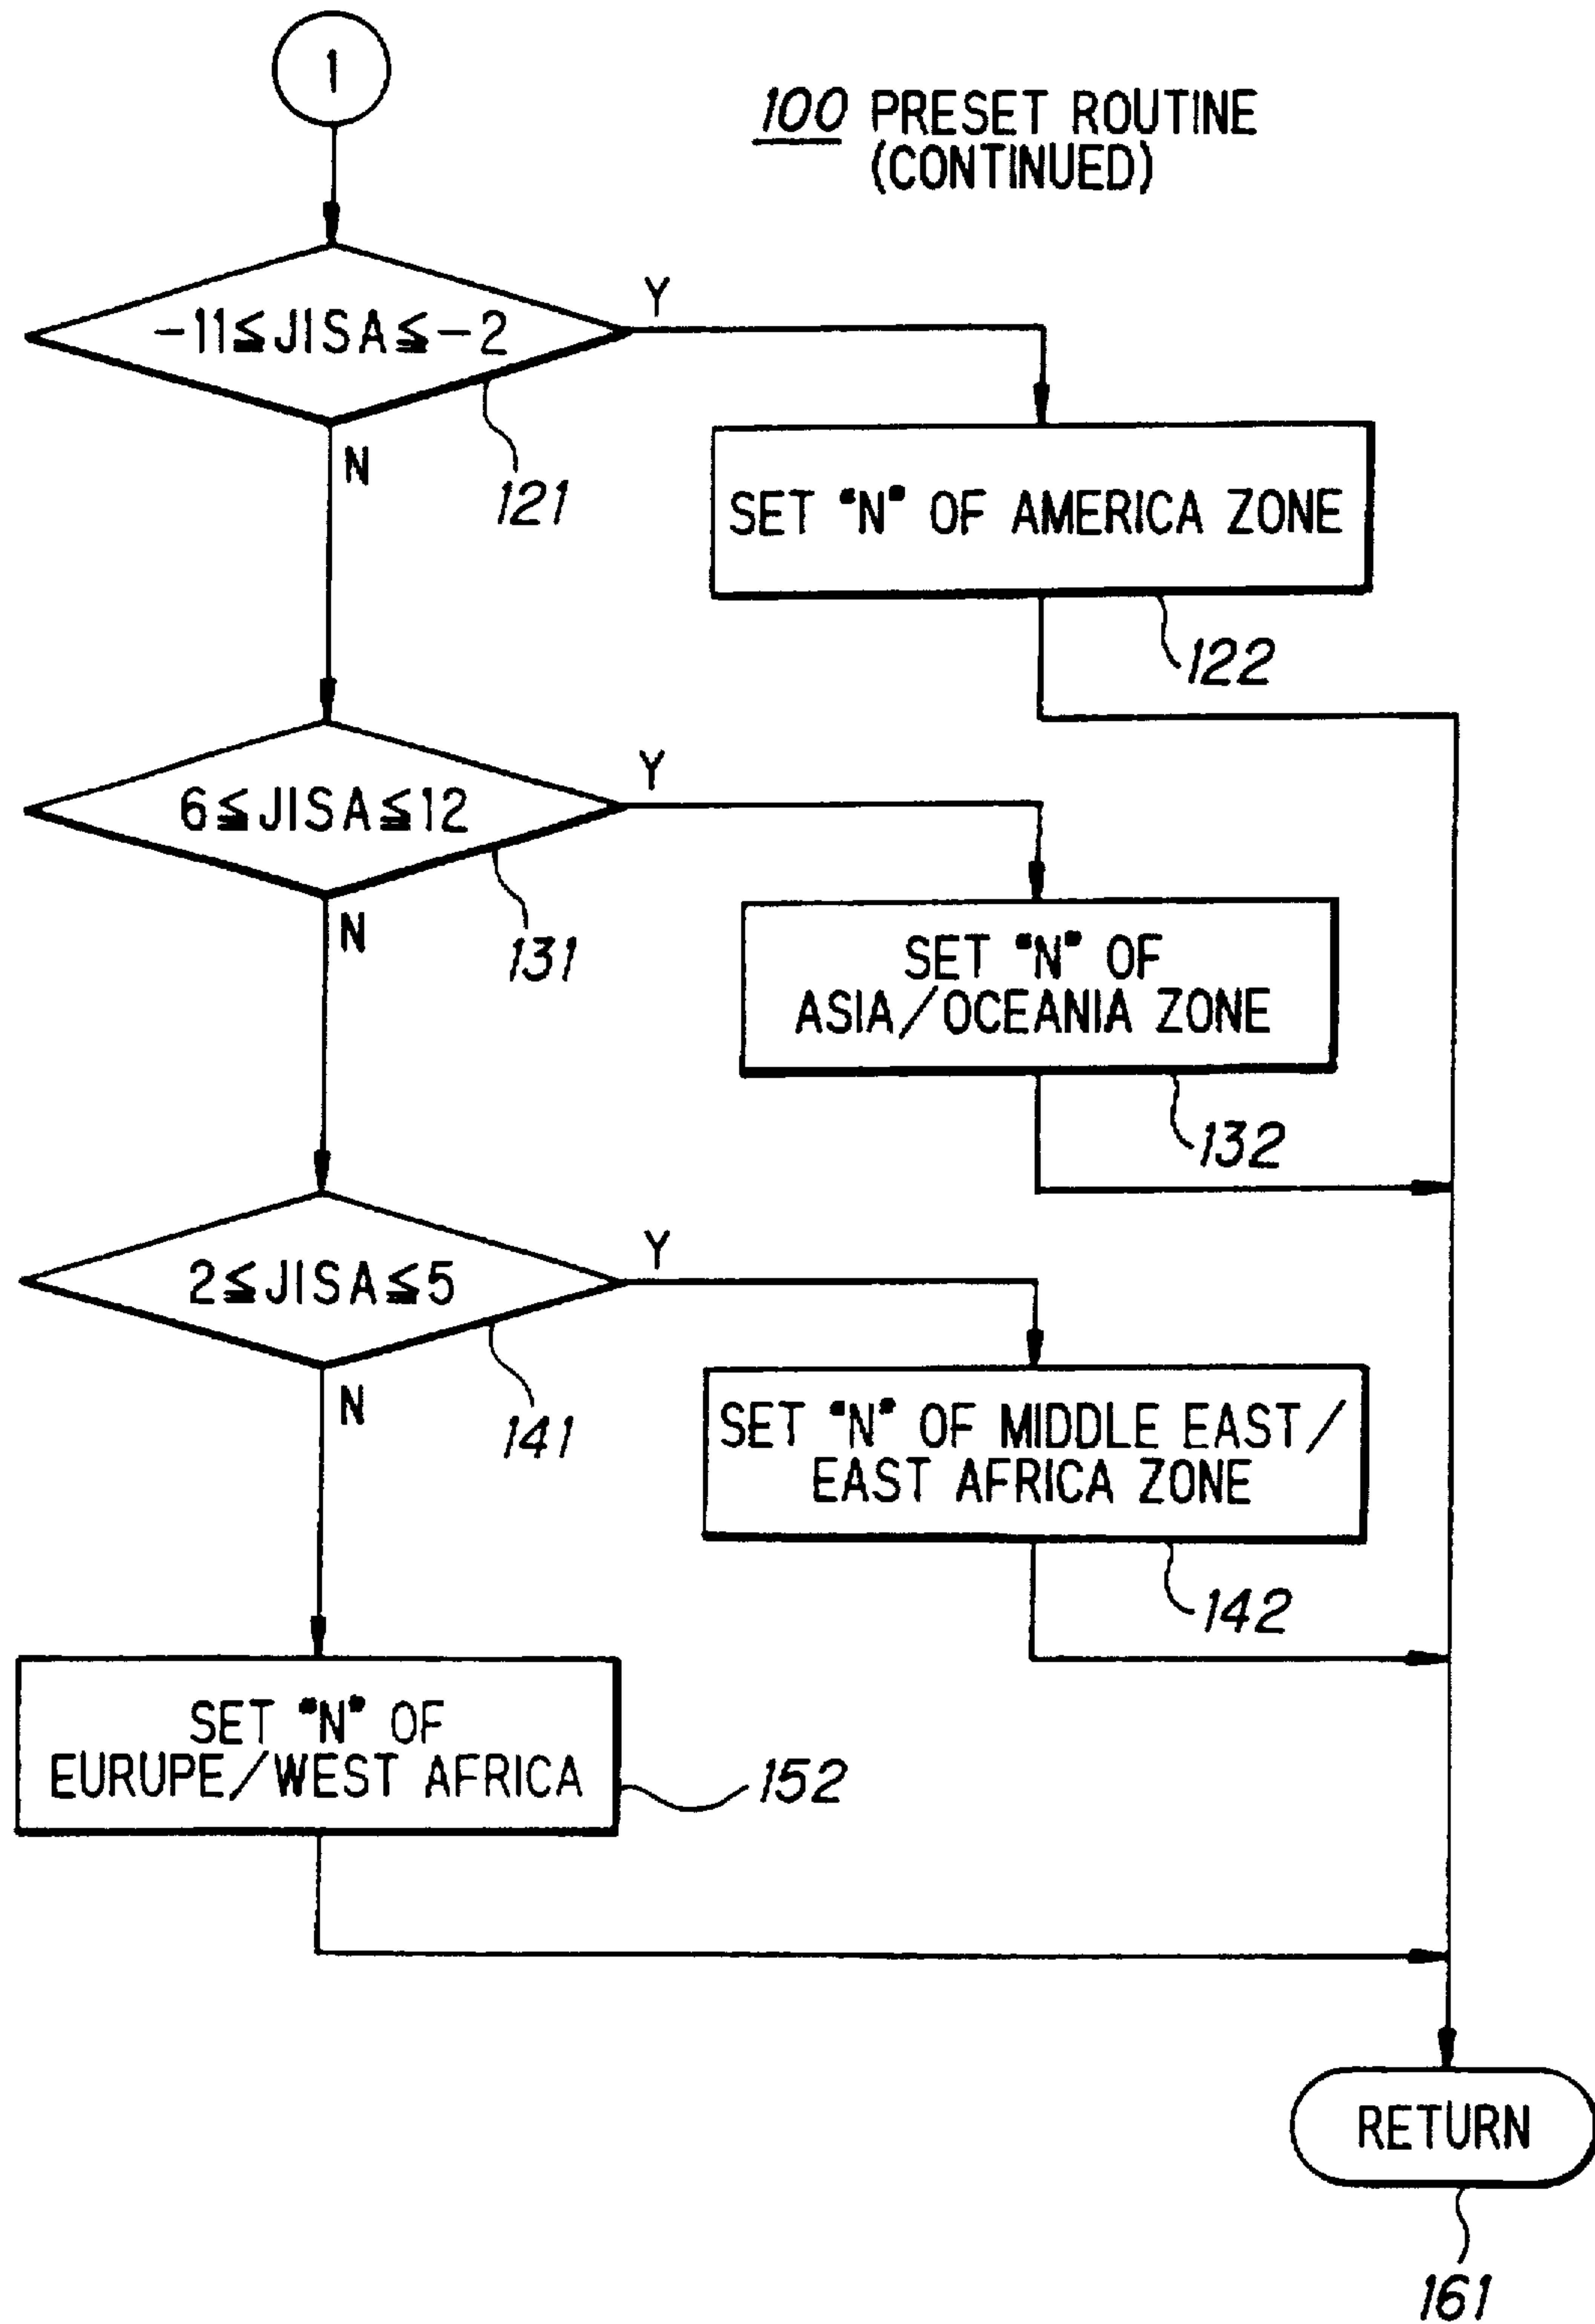 1
100 PRESET ROUTINE
(CONTINUED)
-11≦JISA≦-2
Y
N
121
SET "N" OF AMERICA ZONE
122
6≦JISA≦12
Y
N
131
SET "N" OF
ASIA/OCEANIA ZONE
132
2≦JISA≦5
Y
N
141
SET "N" OF MIDDLE EAST/
EAST AFRICA ZONE
142
SET "N" OF
EURUPE/WEST AFRICA
152
RETURN
161